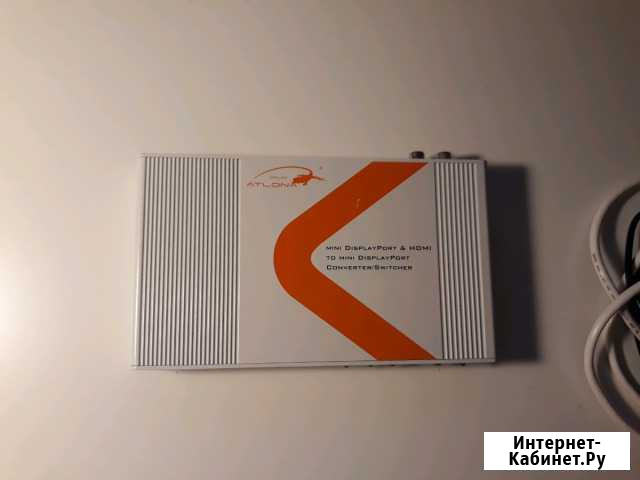 ATLONA
mini DisplayPort & HDMI
to mini DisplayPort
Converter/Switcher
Интернет-
Кабинет.Ру